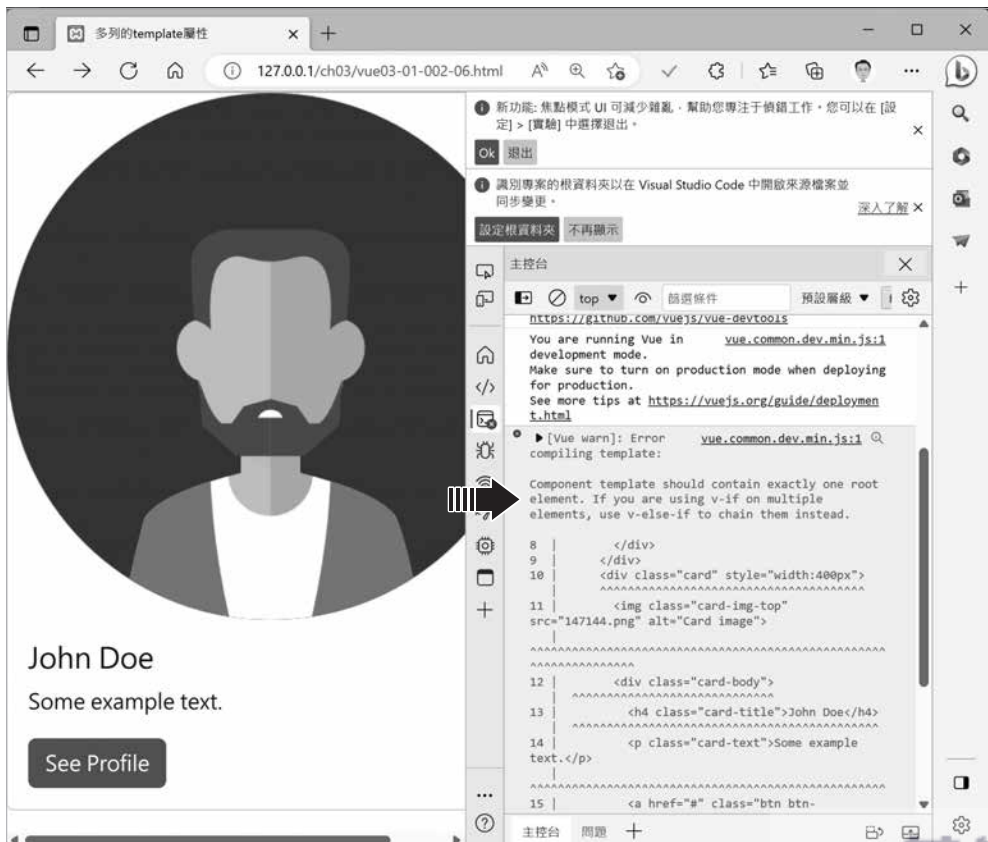 多列的template屬性
127.0.0.1/ch03/vue03-01-002-06.html
新功能: 焦點模式 UI 可減少雜亂，幫助您專注于偵錯工作。您可以在 [設
定] > [實驗] 中選擇退出。
Ok 退出
識別專案的根資料夾以在 Visual Studio Code 中開啟來源檔案並
同步變更。
深入了解
設定根資料夾 不再顯示
主控台
top 篩選條件 預設層級
https://github.com/vuejs/vue-devtools
You are running Vue in vue.common.dev.min.js:1
development mode.
Make sure to turn on production mode when deploying
for production.
See more tips at https://vuejs.org/guide/deploymen
t.html
[Vue warn]: Error vue.common.dev.min.js:1
compiling template:
Component template should contain exactly one root
element. If you are using v-if on multiple
elements, use v-else-if to chain them instead.
8 | </div>
9 | </div>
10 | <div class="card" style="width:400px">
| ^^^^^^^^^^^^^^^^^^^^^^^^^^^^^^^^^^^^^^
11 | <img class="card-img-top"
src="147144.png" alt="Card image">
|
^^^^^^^^^^^^^^^^^^^^^^^^^^^^^^^^^^^^^^^^^^^^^^^^^^^
^^^^^^^^^^^^^^^
12 | <div class="card-body">
| ^^^^^^^^^^^^^^^^^^^^^^^^^^^^^
13 | <h4 class="card-title">John Doe</h4>
| ^^^^^^^^^^^^^^^^^^^^^^^^^^^^^^^^^^^^^^^^^^^^
14 | <p class="card-text">Some example
text.</p>
|
^^^^^^^^^^^^^^^^^^^^^^^^^^^^^^^^^^^^^^^^^^^^^^^^^^^
15 | <a href="#" class="btn btn-
主控台 問題
John Doe
Some example text.
See Profile